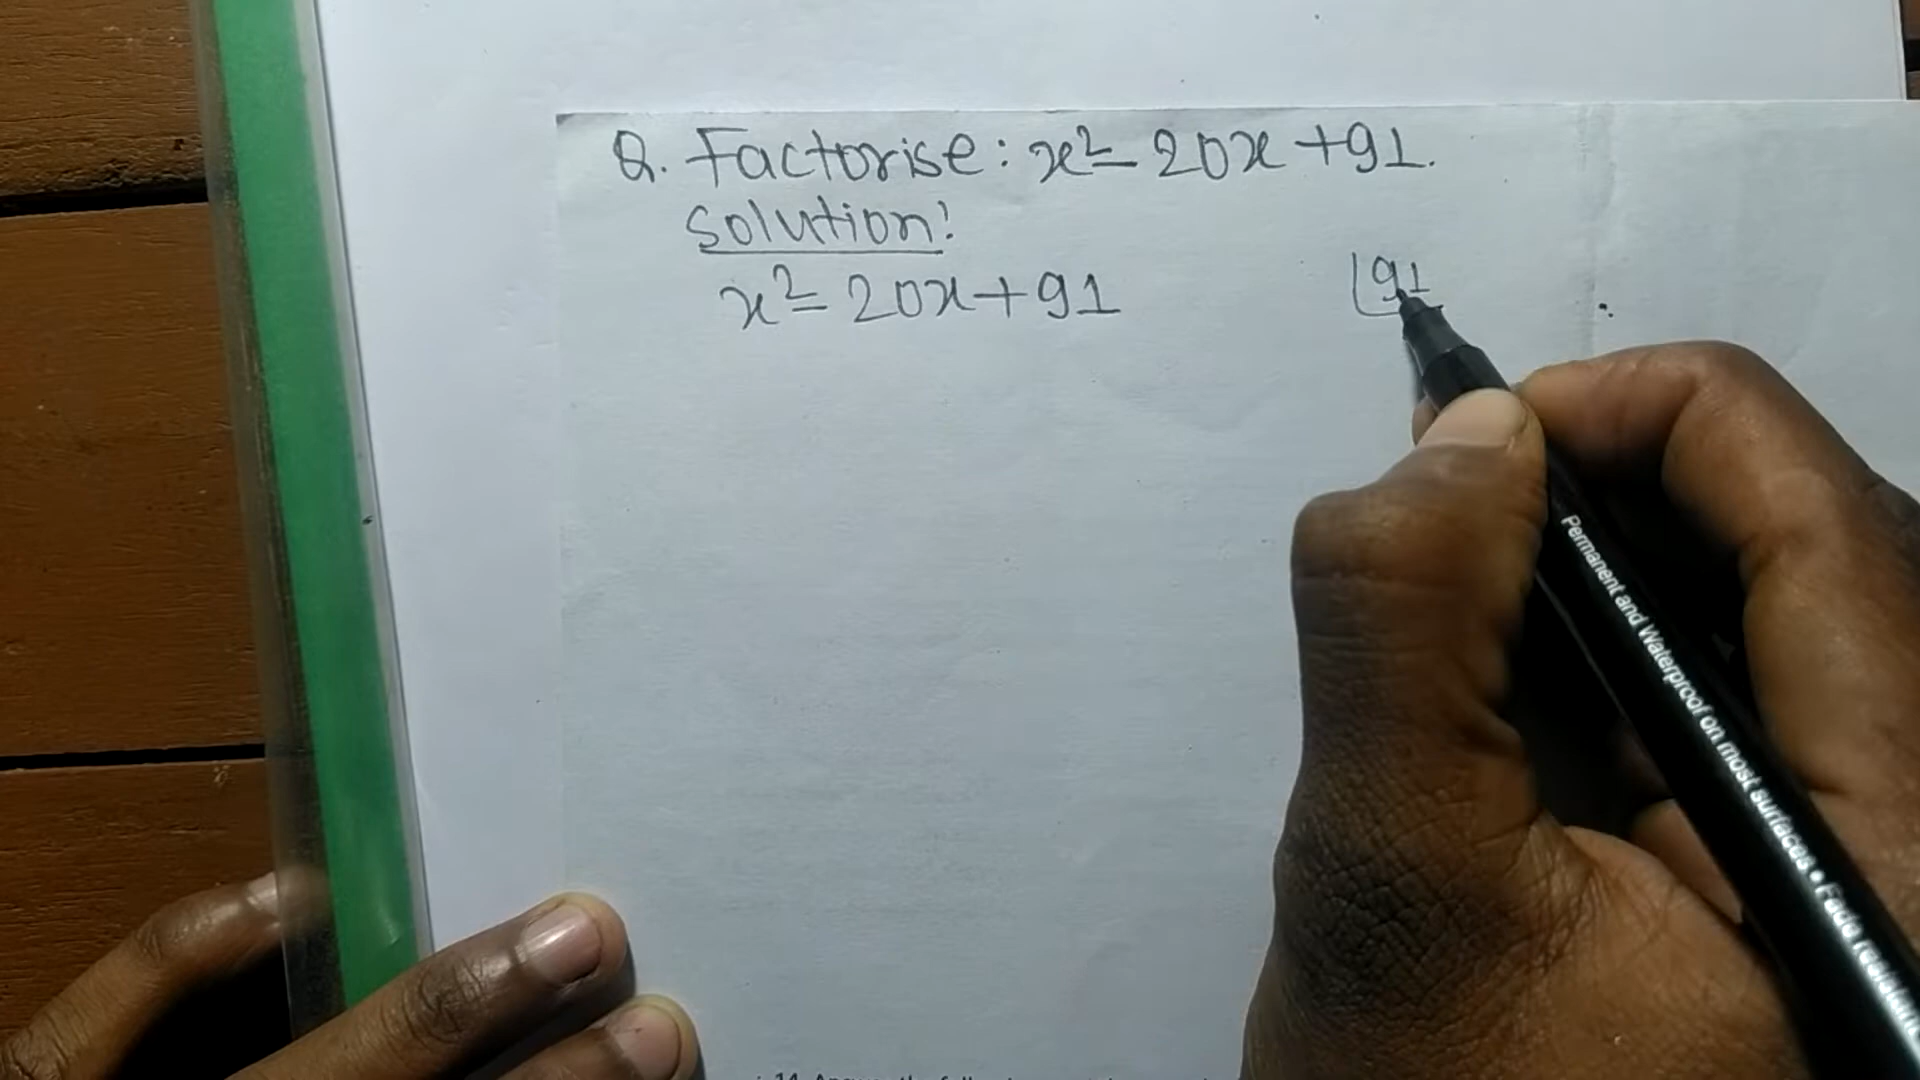 Q. Factorise: x² - 20x + 91.
Solution:
x² - 20x + 91
91
Permanent and Waterproof on most surfaces • Fade resistant